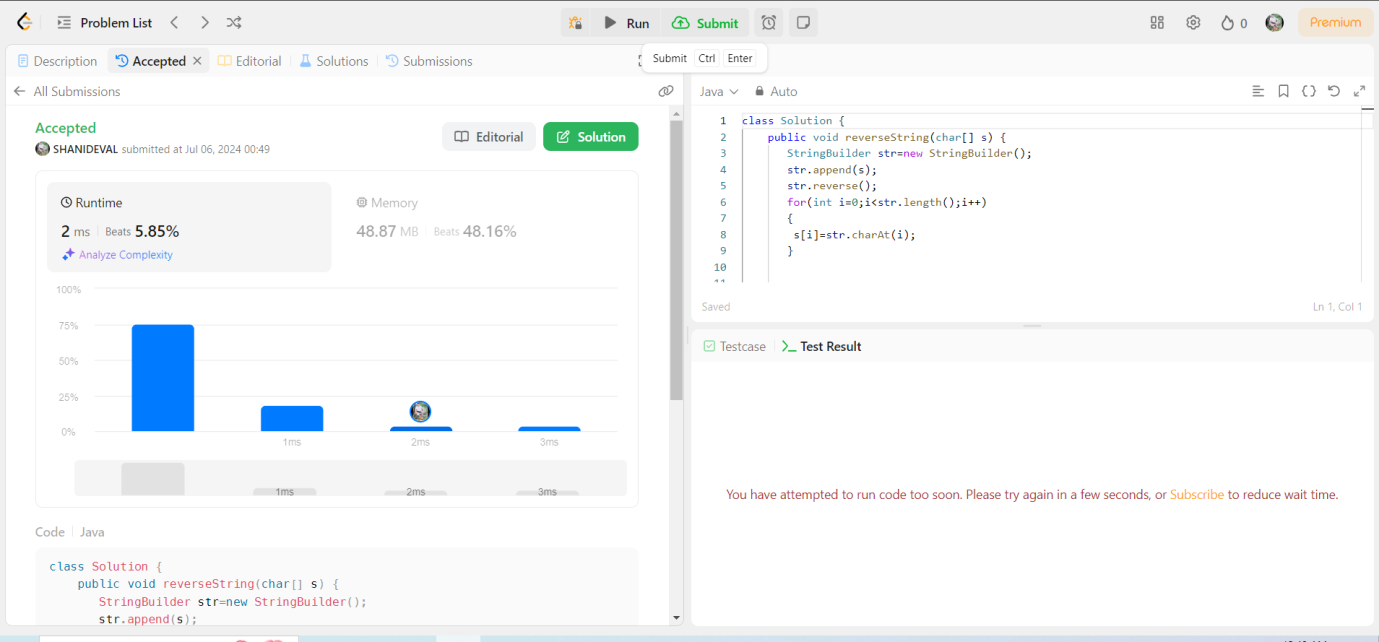 Problem List
Run
Submit
0
Premium
Description
Accepted
Editorial
Solutions
Submissions
Submit Ctrl Enter
All Submissions
Accepted
SHANIDEVAL submitted at Jul 06, 2024 00:49
Editorial
Solution
Runtime
2 ms Beats 5.85%
Analyze Complexity
Memory
48.87 MB Beats 48.16%
100%
75%
50%
25%
0%
1ms 2ms 3ms
1ms 2ms 3ms
Code Java
class Solution {
public void reverseString(char[] s) {
StringBuilder str=new StringBuilder();
str.append(s);
Java Auto
1 class Solution {
2 public void reverseString(char[] s) {
3 StringBuilder str=new StringBuilder();
4 str.append(s);
5 str.reverse();
6 for(int i=0;i<str.length();i++)
7 {
8 s[i]=str.charAt(i);
9 }
10
11
Saved
Ln 1, Col 1
Testcase
Test Result
You have attempted to run code too soon. Please try again in a few seconds, or Subscribe to reduce wait time.